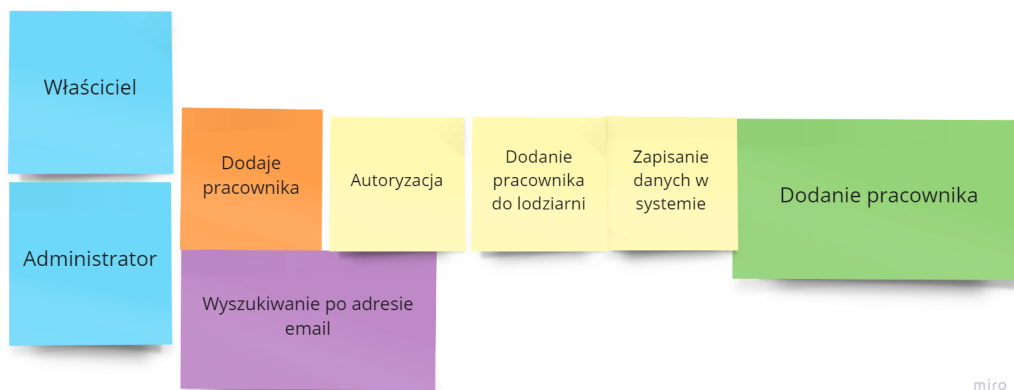 Właściciel
Administrator
Dodaje
pracownika
Wyszukiwanie po adresie
email
Autoryzacja
Dodanie
pracownika
do lodziarni
Zapisanie
danych w
systemie
Dodanie pracownika
miro